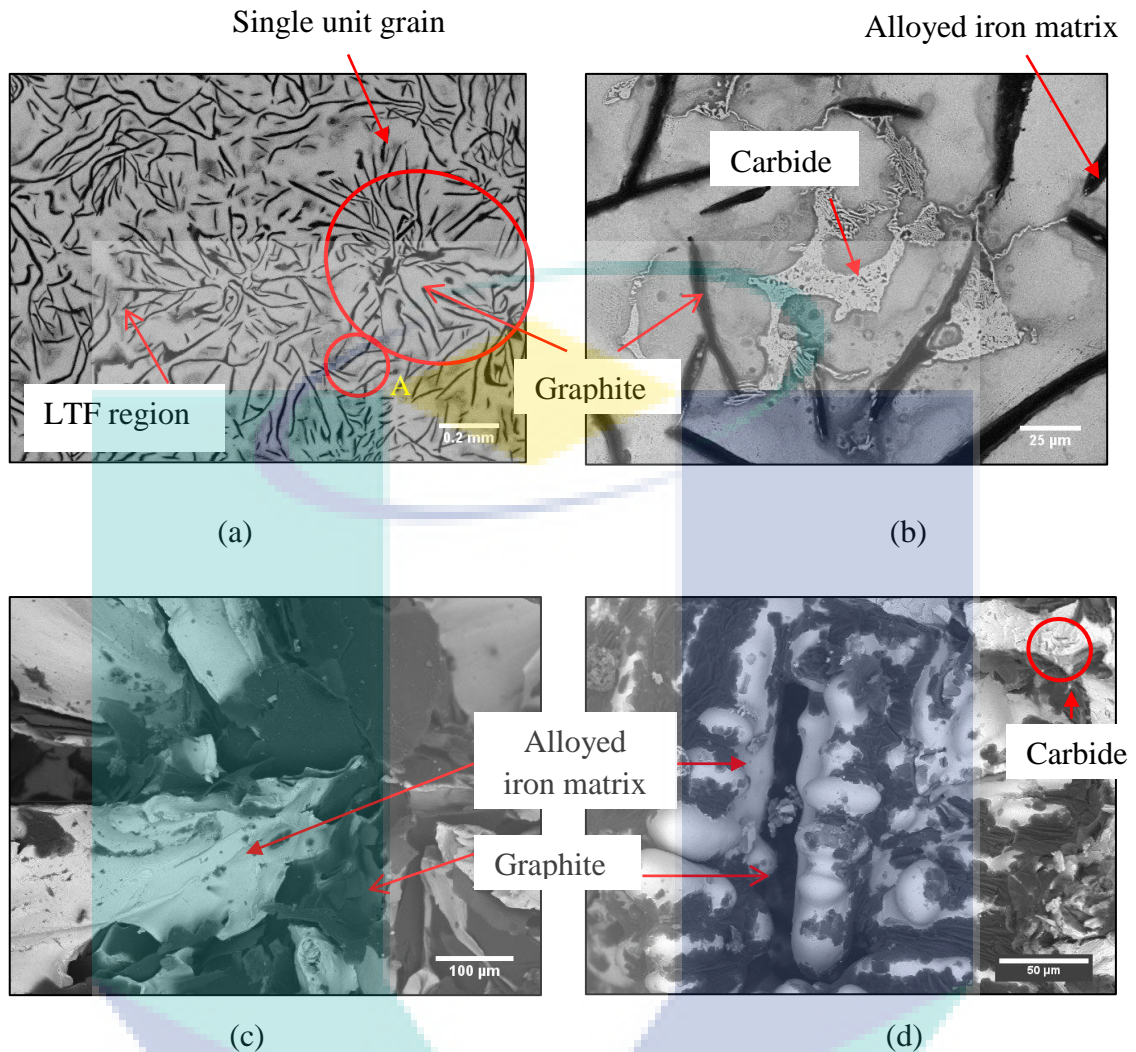 Single unit grain
Alloyed iron matrix
Carbide
LTF region
A
Graphite
0.2 mm
25 µm
(a)
(b)
Alloyed
iron matrix
Graphite
Carbide
100 µm
50 µm
(c)
(d)